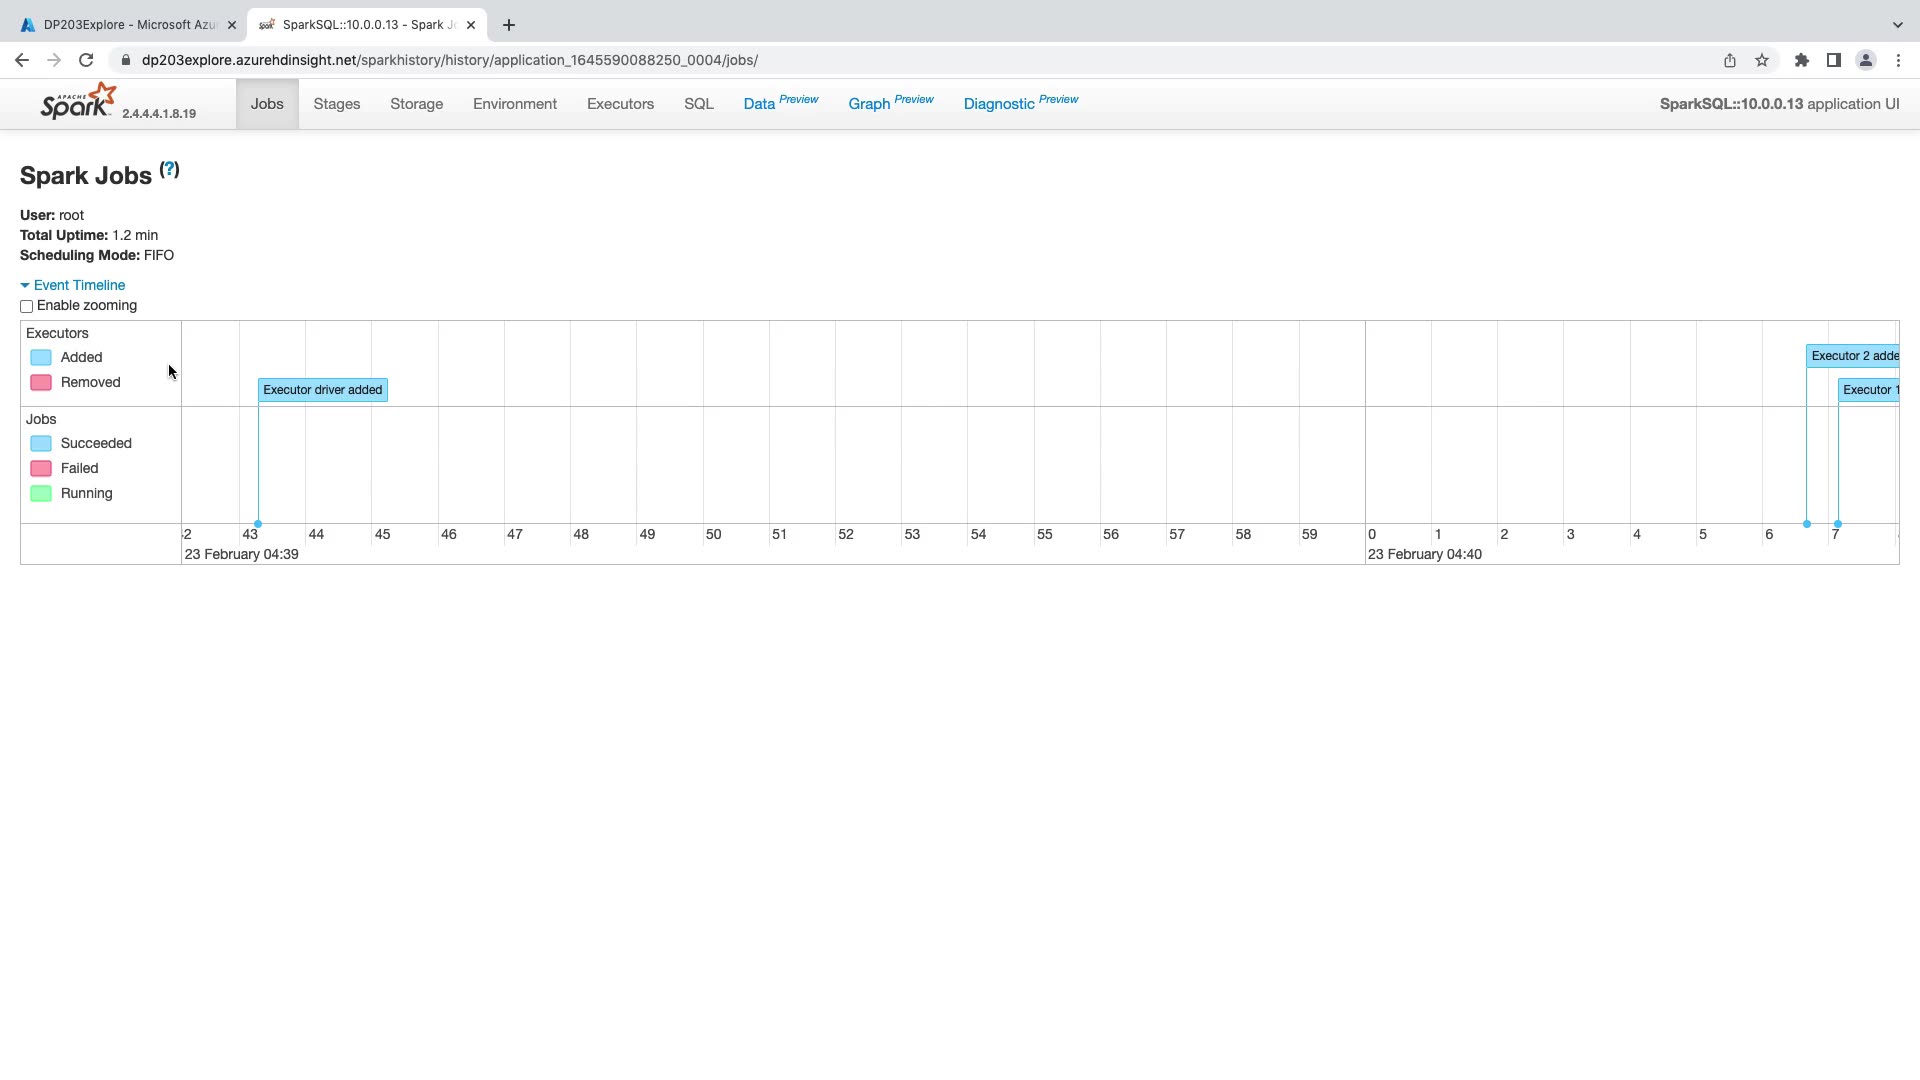 DP203Explore - Microsoft Azu
SparkSQL::10.0.0.13 - Spark Jo
dp203explore.azurehdinsight.net/sparkhistory/history/application_1645590088250_0004/jobs/
APACHE Spark 2.4.4.4.1.8.19
Jobs Stages Storage Environment Executors SQL Data Preview Graph Preview Diagnostic Preview
SparkSQL::10.0.0.13 application UI
Spark Jobs (?)
User: root
Total Uptime: 1.2 min
Scheduling Mode: FIFO
Event Timeline
Enable zooming
Executors
Added
Removed
Executor driver added
Executor 2 adde
Executor 1
Jobs
Succeeded
Failed
Running
2 43 44 45 46 47 48 49 50 51 52 53 54 55 56 57 58 59 0 1 2 3 4 5 6 7
23 February 04:39 23 February 04:40